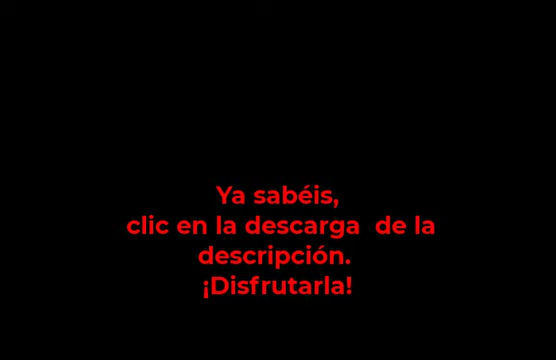 Ya sabéis,
clic en la descarga  de la
descripción.
¡Disfrutarla!